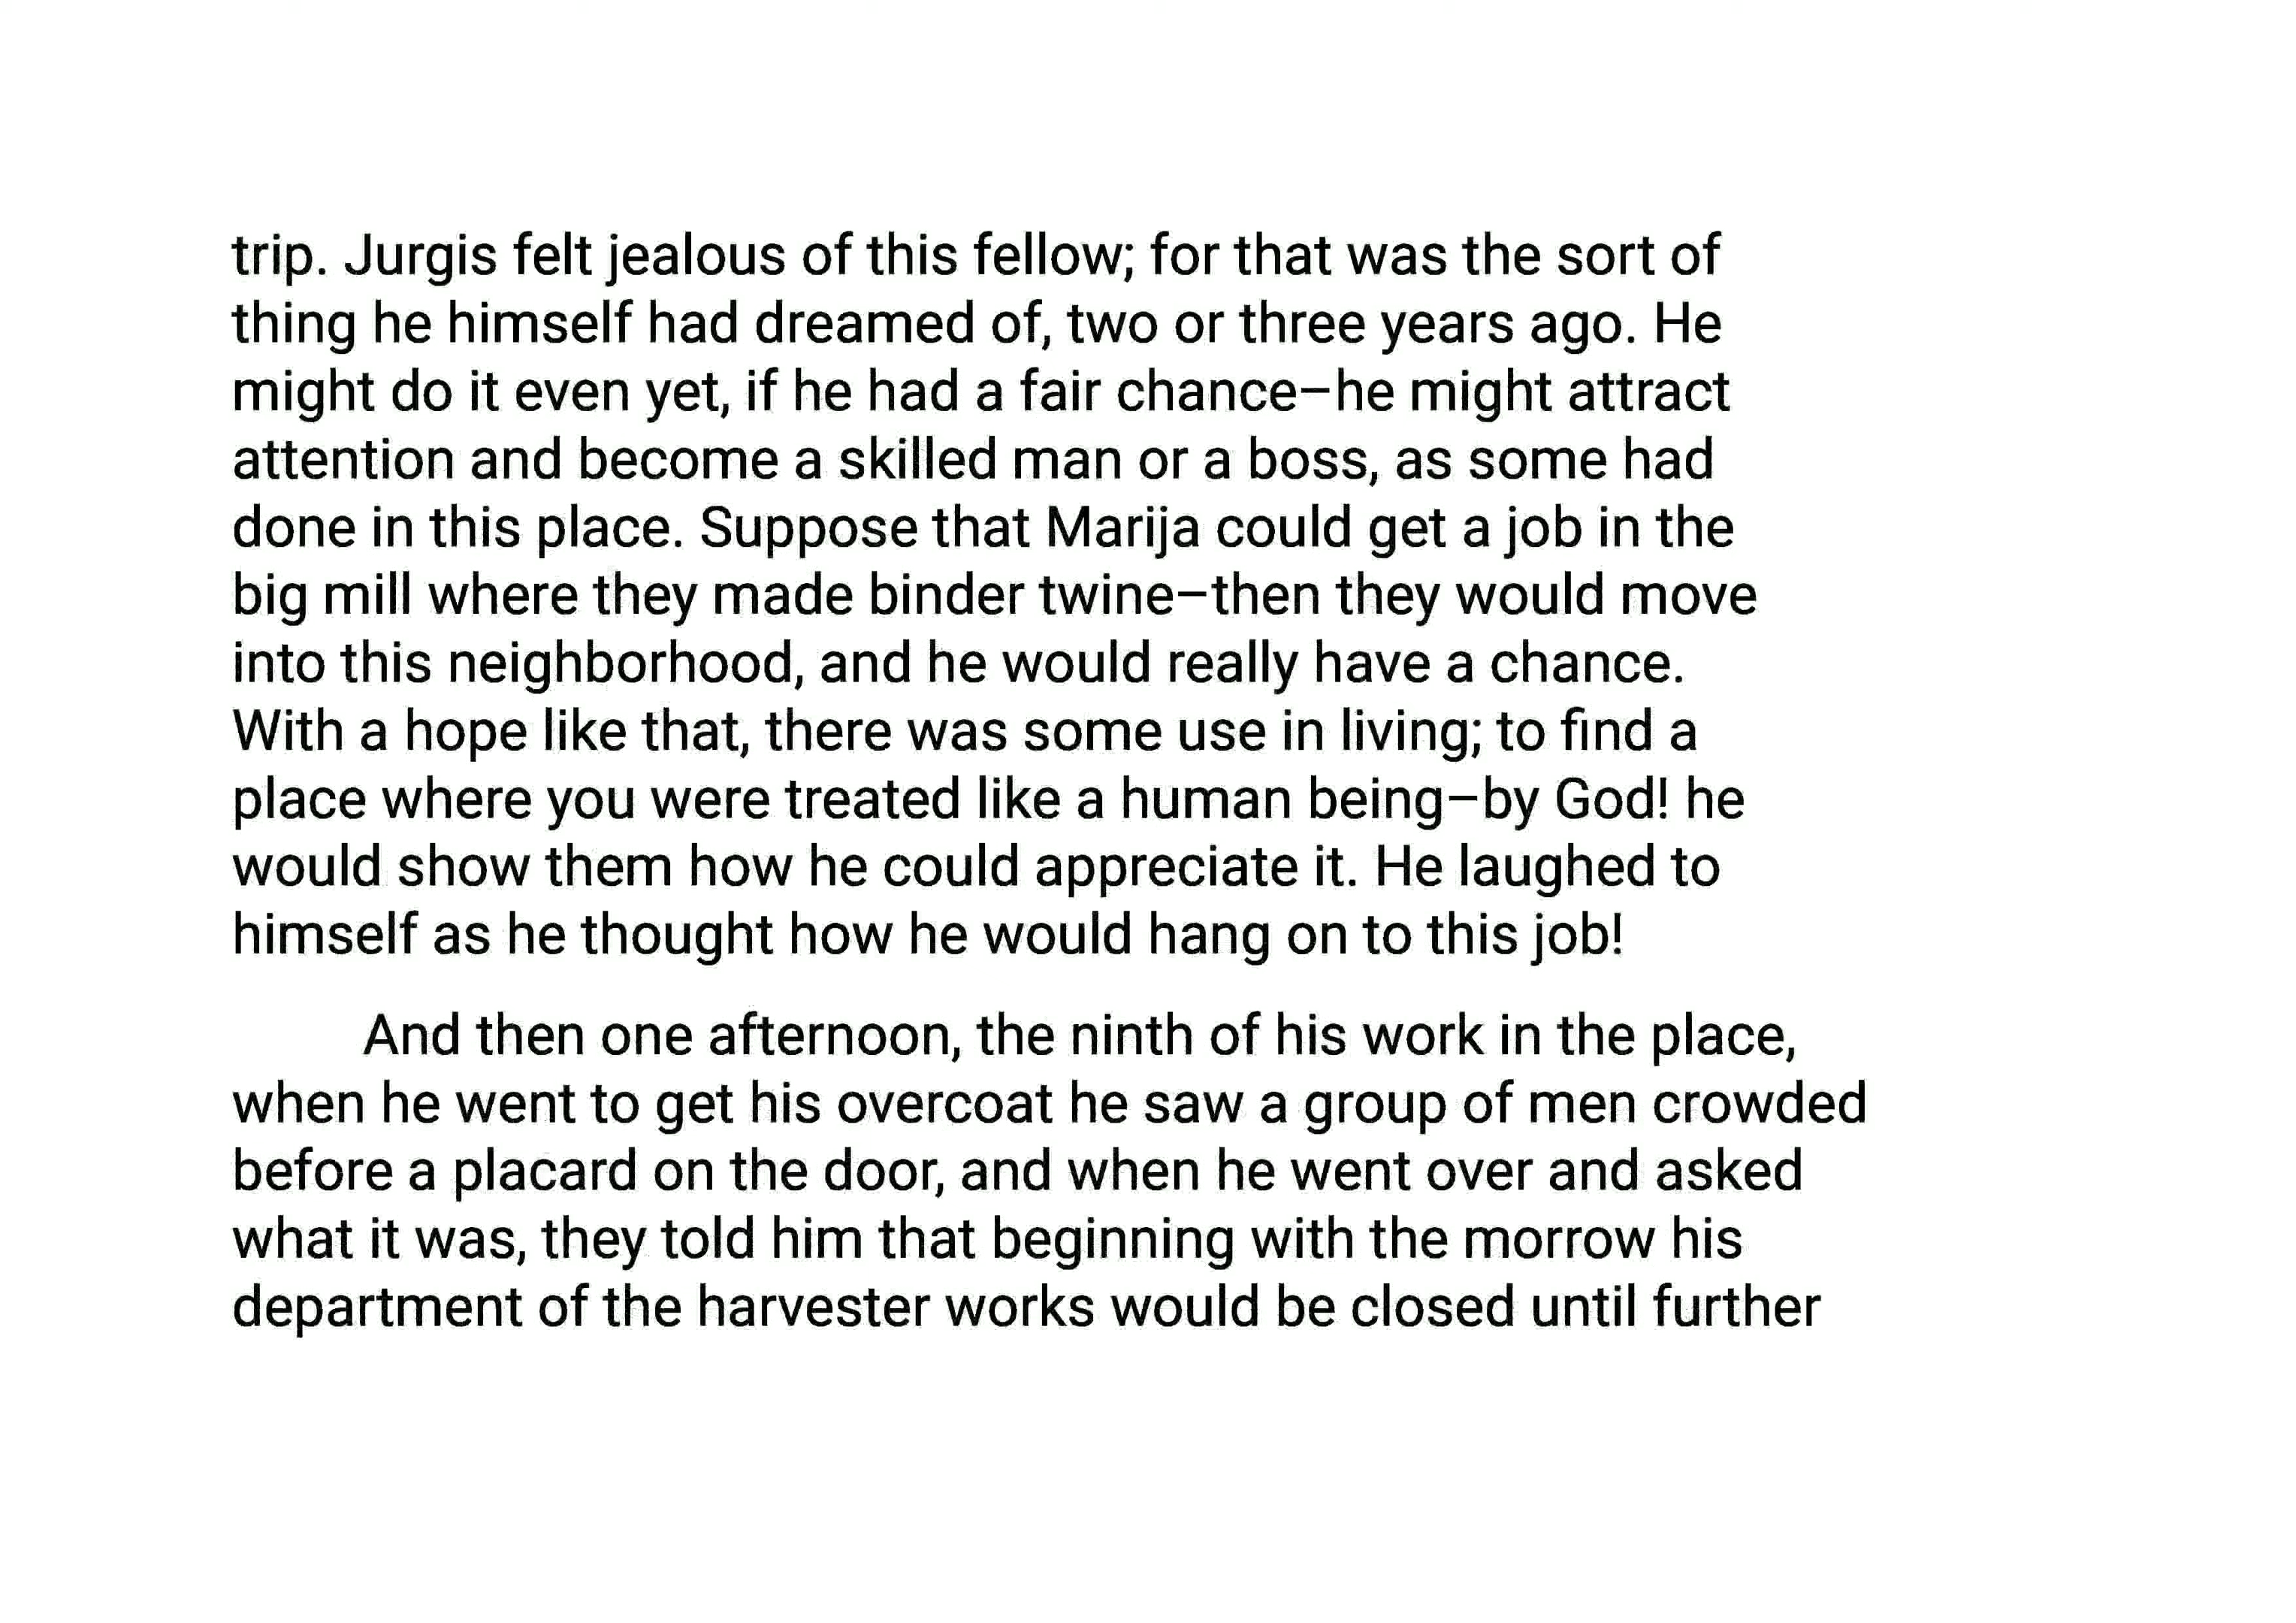 trip. Jurgis felt jealous of this fellow; for that was the sort of
thing he himself had dreamed of, two or three years ago. He
might do it even yet, if he had a fair chance–he might attract
attention and become a skilled man or a boss, as some had
done in this place. Suppose that Marija could get a job in the
big mill where they made binder twine–then they would move
into this neighborhood, and he would really have a chance.
With a hope like that, there was some use in living; to find a
place where you were treated like a human being–by God! he
would show them how he could appreciate it. He laughed to
himself as he thought how he would hang on to this job!
And then one afternoon, the ninth of his work in the place,
when he went to get his overcoat he saw a group of men crowded
before a placard on the door, and when he went over and asked
what it was, they told him that beginning with the morrow his
department of the harvester works would be closed until further